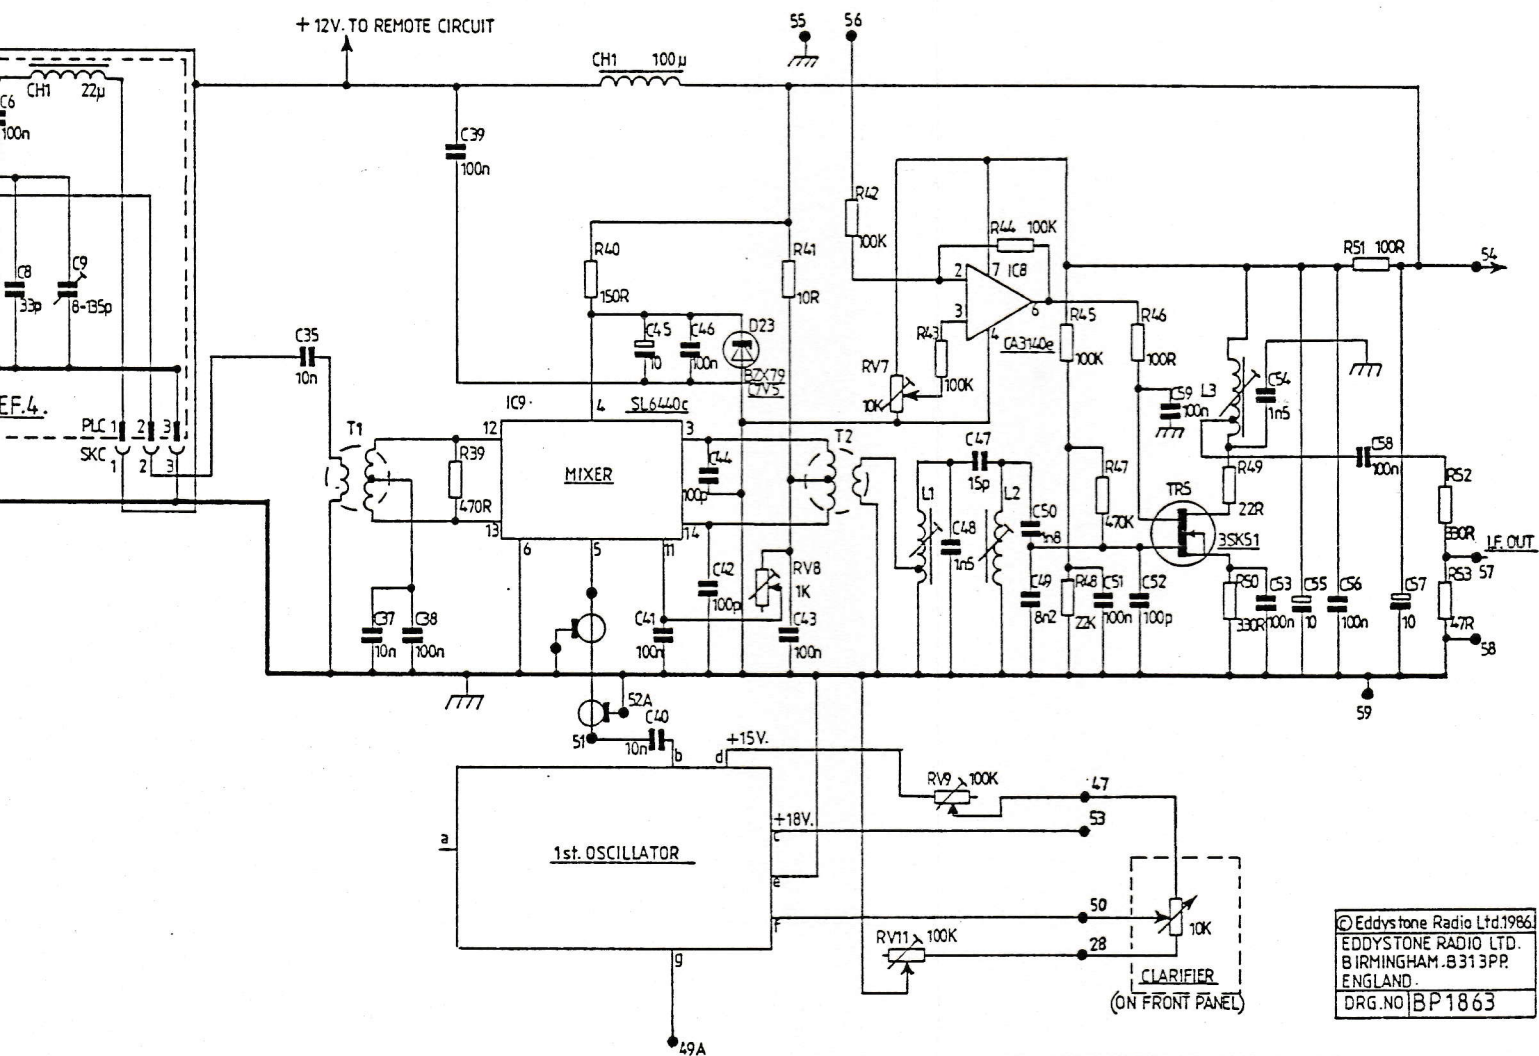 + 12V. TO REMOTE CIRCUIT
55
56
CH1 100µ
CH1 22µ
C6
100n
C39
100n
R42
100K
R44 100K
R40
150R
R41
10R
2
7
IC8
3
6
4
CA3140e
R51 100R
54
C8
33p
C9
8-135p
C35
10n
C45
10
C46
100n
D23
BZX79
C7V5
R43
100K
RV7
10K
R45
100K
R46
100R
C59
100n
L3
C54
1n5
EF.4.
PLC 1 2 3
SKC
1 2 3
T1
IC9.
4
SL6440c
12
3
R39
470R
MIXER
C44
100p
T2
C47
15p
L1
L2
C48
1n5
C50
1n8
R47
470K
TR5
3SK51
R49
22R
C58
100n
R52
330R
I.F. OUT
57
13
14
6
5
11
C37
10n
C38
100n
C41
100n
C42
100p
RV8
1K
C43
100n
C49
8n2
R48
22K
C51
100n
C52
100p
R50
330R
C53
100n
C55
10
C56
100n
C57
10
R53
47R
58
59
52A
51
C40
10n
b
d
+15V.
RV9 100K
47
+18V.
c
53
a
1st. OSCILLATOR
e
f
50
10K
RV11 100K
28
g
CLARIFIER
(ON FRONT PANEL)
49A
© Eddystone Radio Ltd.1986.
EDDYSTONE RADIO LTD.
BIRMINGHAM.B313PP.
ENGLAND.
DRG.NO BP1863